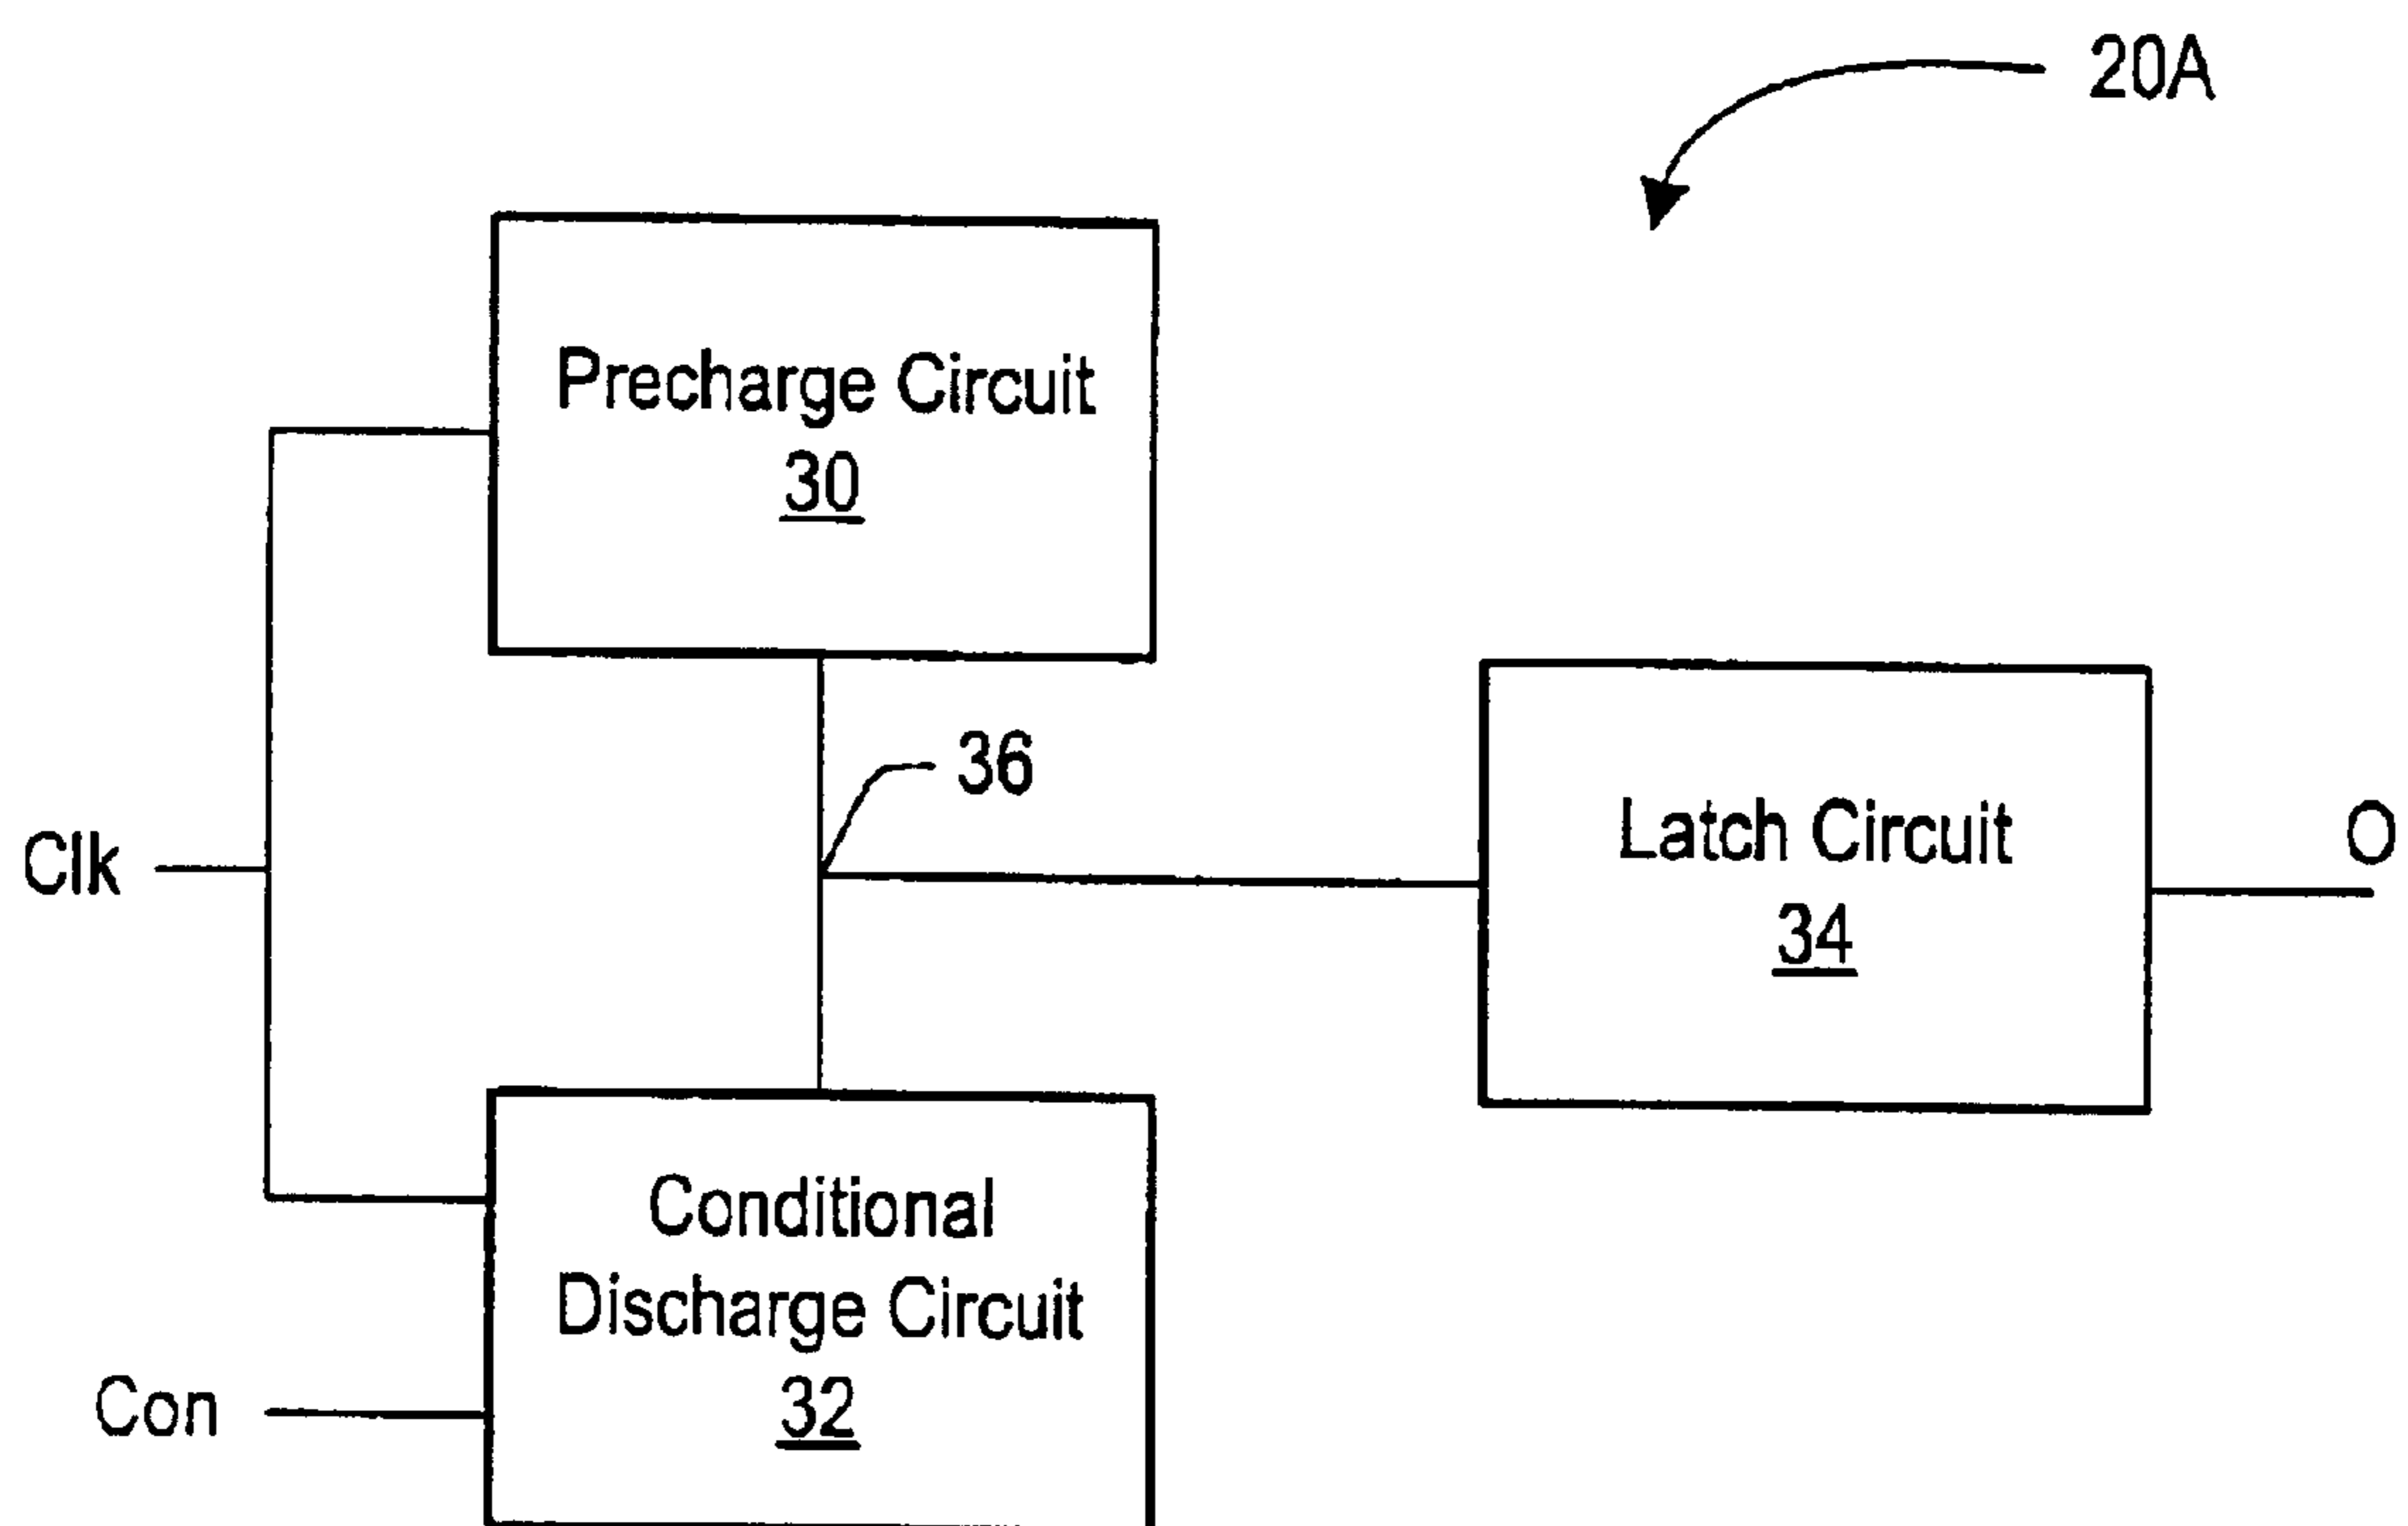 20A
Precharge Circuit
30
36
Clk
Latch Circuit
34
O
Conditional
Discharge Circuit
32
Con